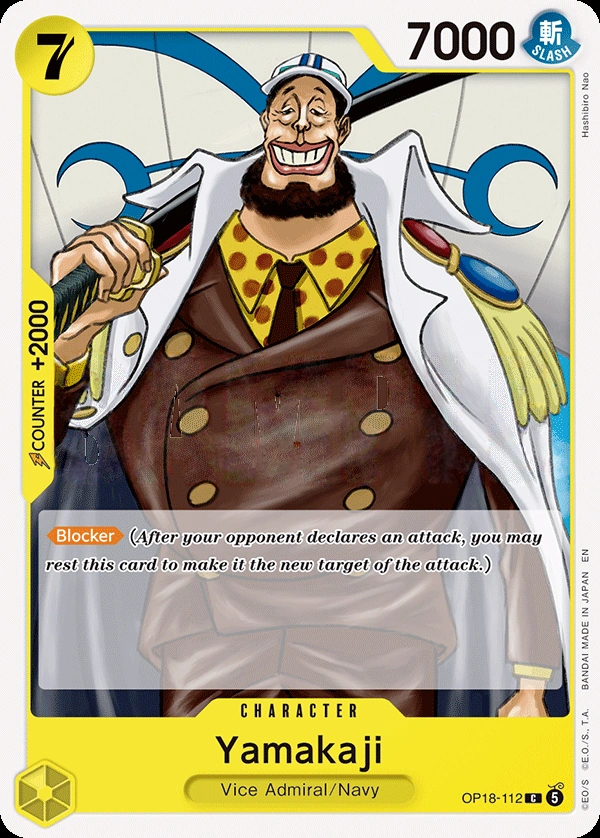 7
7000
斬
SLASH
Hashibiro Nao
COUNTER +2000
Blocker (After your opponent declares an attack, you may
rest this card to make it the new target of the attack.)
CHARACTER
Yamakaji
Vice Admiral/Navy
OP18-112 C 5
©EO/S ©E.O./S., T.A. BANDAI MADE IN JAPAN EN